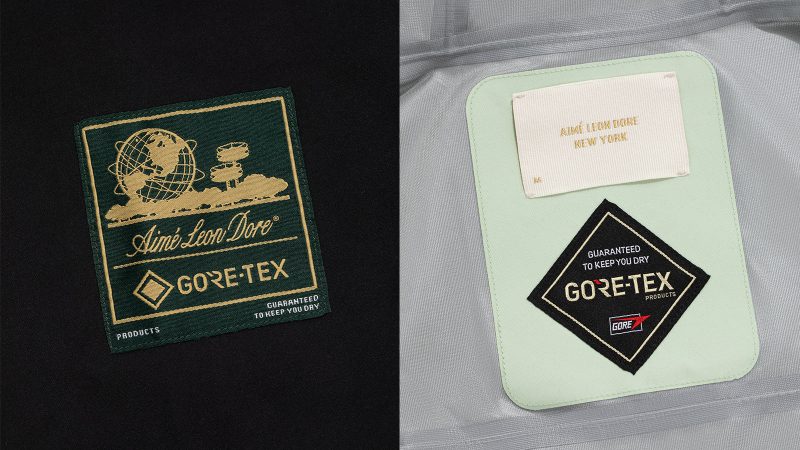 Aimé Leon Dore®
GORE-TEX
PRODUCTS
GUARANTEED
TO KEEP YOU DRY
AIMÉ LEON DORE
NEW YORK
M
GUARANTEED
TO KEEP YOU DRY
GORE-TEX
PRODUCTS
GORE